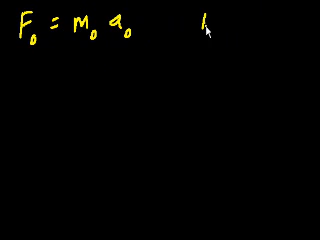 F₀ = m₀ a₀